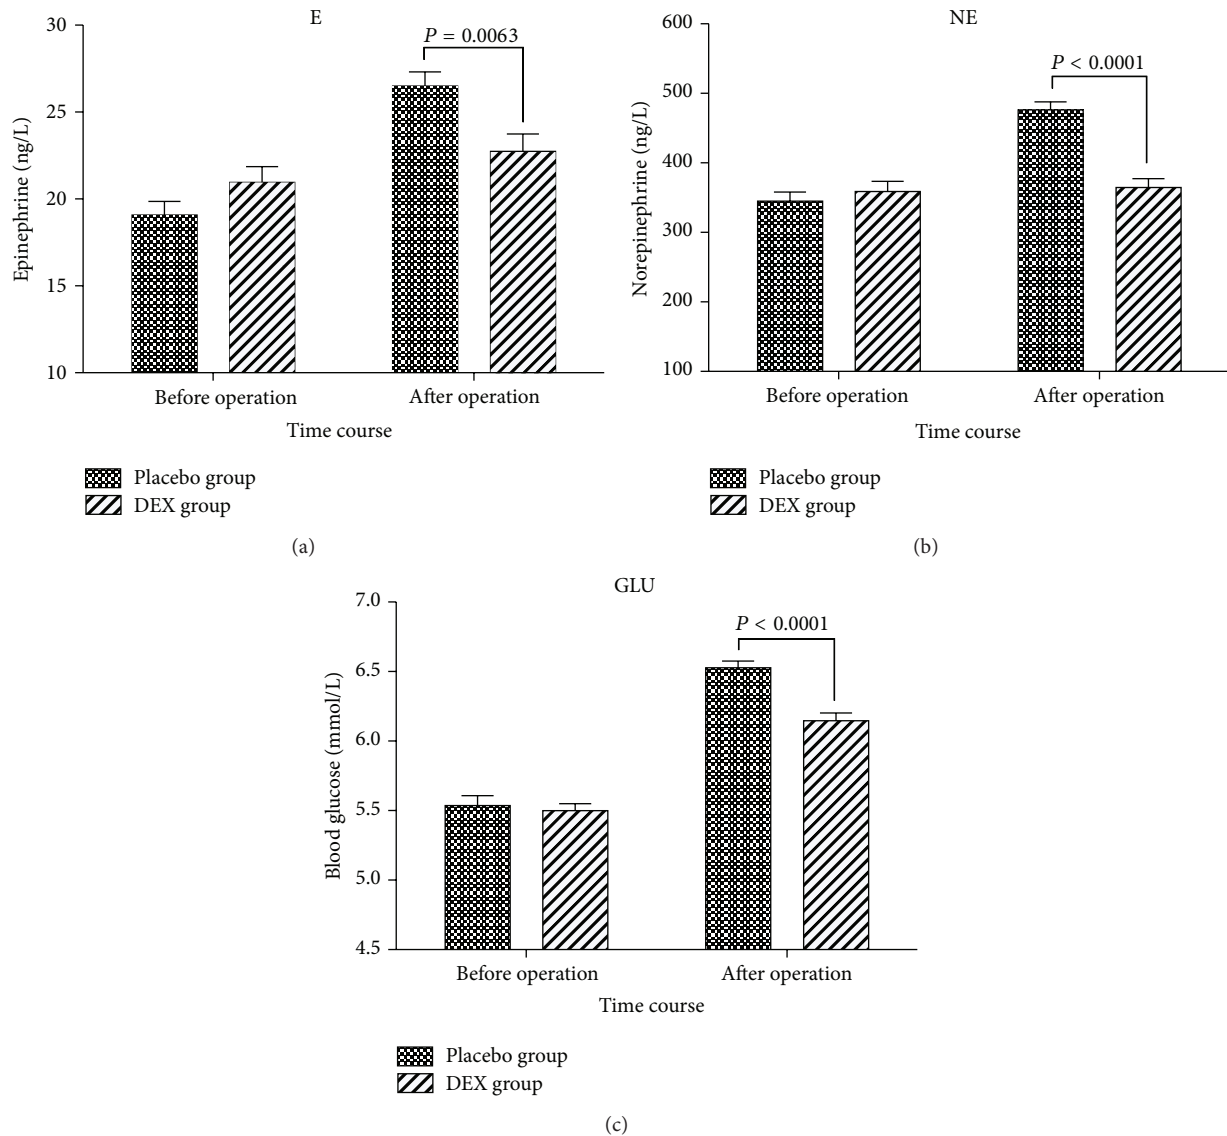 E
30
25
20
15
10
Epinephrine (ng/L)
P = 0.0063
Before operation
After operation
Time course
Placebo group
DEX group
(a)
NE
600
500
400
300
200
100
Norepinephrine (ng/L)
P < 0.0001
Before operation
After operation
Time course
Placebo group
DEX group
(b)
GLU
7.0
6.5
6.0
5.5
5.0
4.5
Blood glucose (mmol/L)
P < 0.0001
Before operation
After operation
Time course
Placebo group
DEX group
(c)